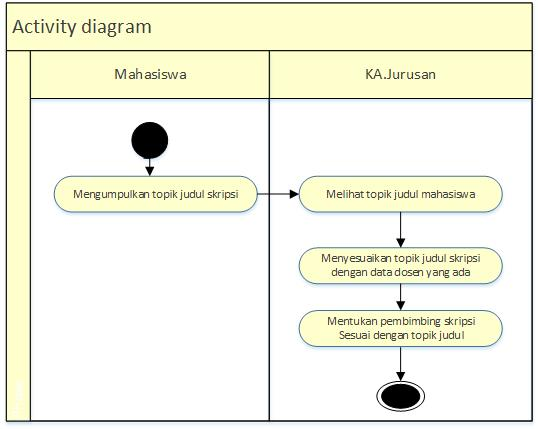 Activity diagram
Mahasiswa
KA.Jurusan
Mengumpulkan topik judul skripsi
Melihat topik judul mahasiswa
Menyesuaikan topik judul skripsi
dengan data dosen yang ada
Mentukan pembimbing skripsi
Sesuai dengan topik judul